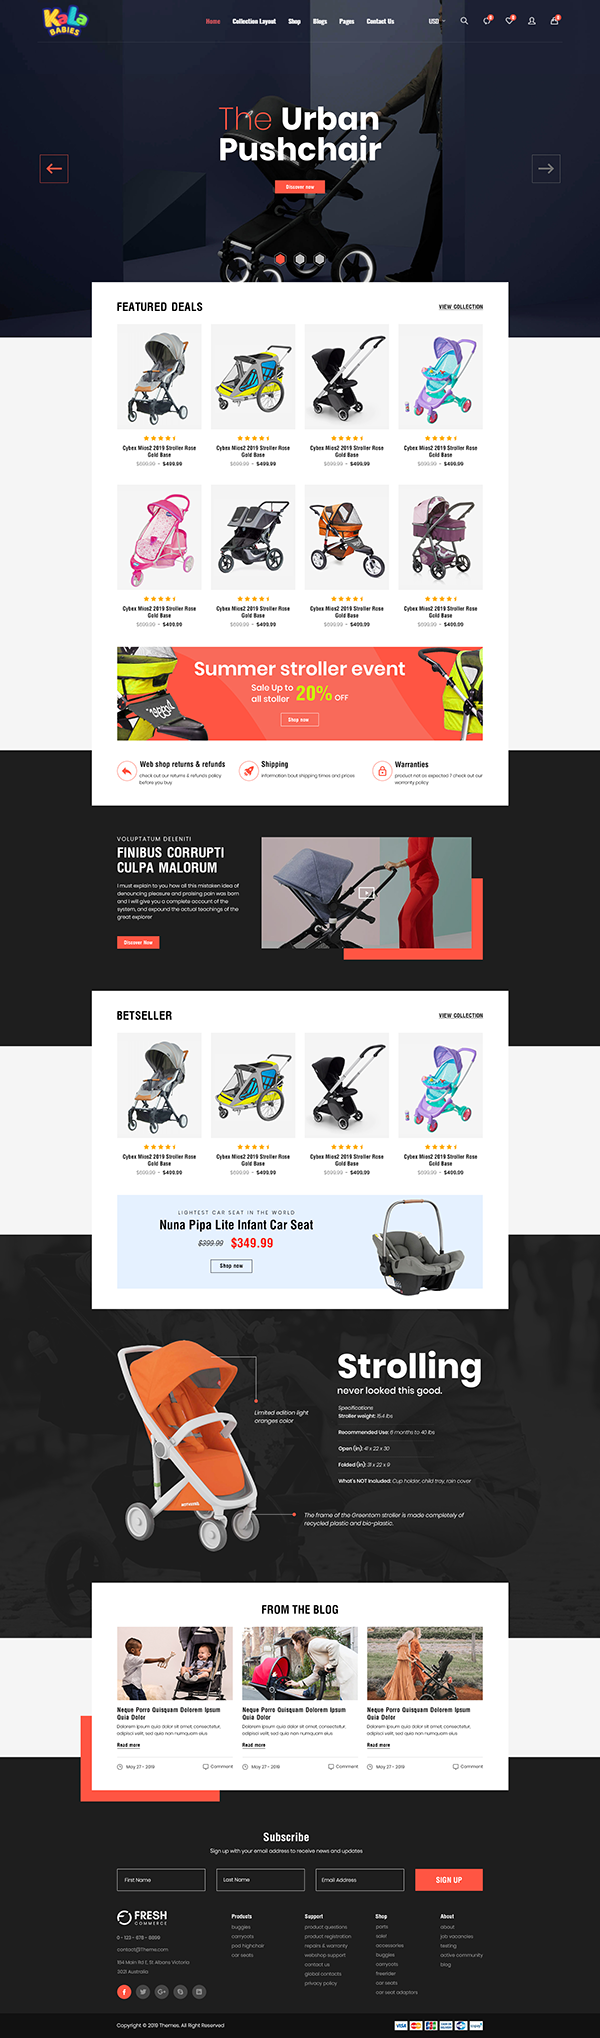 KaLa
BABIES
Home Collection Layout Shop Blogs Pages Contact Us USD
The Urban
Pushchair
Discover now
FEATURED DEALS
VIEW COLLECTION
Cybex Mios2 2019 Stroller Rose
Gold Base
$699.99 - $499.99
Cybex Mios2 2019 Stroller Rose
Gold Base
$699.99 - $499.99
Cybex Mios2 2019 Stroller Rose
Gold Base
$699.99 - $499.99
Cybex Mios2 2019 Stroller Rose
Gold Base
$699.99 - $499.99
Cybex Mios2 2019 Stroller Rose
Gold Base
$699.99 - $499.99
Cybex Mios2 2019 Stroller Rose
Gold Base
$699.99 - $499.99
Cybex Mios2 2019 Stroller Rose
Gold Base
$699.99 - $499.99
Cybex Mios2 2019 Stroller Rose
Gold Base
$699.99 - $499.99
Summer stroller event
Sale Up to
all stoller 20% OFF
Shop now
Web shop returns & refunds
check out our returns & refunds policy
before you buy
Shipping
information bout shipping times and prices
Warranties
product not as expected ? check out our
warranty policy
VOLUPTATUM DELENITI
FINIBUS CORRUPTI
CULPA MALORUM
I must explain to you how all this mistaken idea of
denouncing pleasure and praising pain was born
and I will give you a complete account of the
system, and expound the actual teachings of the
great explorer
Discover Now
BETSELLER
VIEW COLLECTION
Cybex Mios2 2019 Stroller Rose
Gold Base
$699.99 - $499.99
Cybex Mios2 2019 Stroller Rose
Gold Base
$699.99 - $499.99
Cybex Mios2 2019 Stroller Rose
Gold Base
$699.99 - $499.99
Cybex Mios2 2019 Stroller Rose
Gold Base
$699.99 - $499.99
LIGHTEST CAR SEAT IN THE WORLD
Nuna Pipa Lite Infant Car Seat
$399.99 $349.99
Shop now
Strolling
never looked this good.
Limited edition light
oranges color
Specifications
Stroller weight: 15.4 lbs
Recommended Use: 6 months to 40 lbs
Open (in): 41 x 22 x 30
Folded (in): 31 x 22 x 9
What's NOT Included: Cup holder, child tray, rain cover
The frame of the Greentom stroller is made completely of
recycled plastic and bio-plastic.
FROM THE BLOG
Neque Porro Quisquam Dolorem Ipsum
Quia Dolor
Dolorem ipsum quia dolor sit amet, consectetur,
adipisci velit, sed quia non numquam eius
Read more
May 27 - 2019 Comment
Neque Porro Quisquam Dolorem Ipsum
Quia Dolor
Dolorem ipsum quia dolor sit amet, consectetur,
adipisci velit, sed quia non numquam eius
Read more
May 27 - 2019 Comment
Neque Porro Quisquam Dolorem Ipsum
Quia Dolor
Dolorem ipsum quia dolor sit amet, consectetur,
adipisci velit, sed quia non numquam eius
Read more
May 27 - 2019 Comment
Subscribe
Sign up with your email address to receive news and updates
First Name Last Name Email Address SIGN UP
FRESH
COMMERCE
0 - 123 - 678 - 9999
contact@Theme.com
184 Main Rd E, St Albans Victoria
3021 Australia
Products
buggies
carrycots
pad highchair
car seats
Support
product questions
product registration
repairs & warranty
webshop support
contact us
global contacts
privacy policy
Shop
parts
sale!
accessories
buggies
carrycots
freerider
car seats
car seat adaptors
About
about
job vacancies
testing
active community
blog
Copyright © 2019 Themes. All Right Reserved
VISA